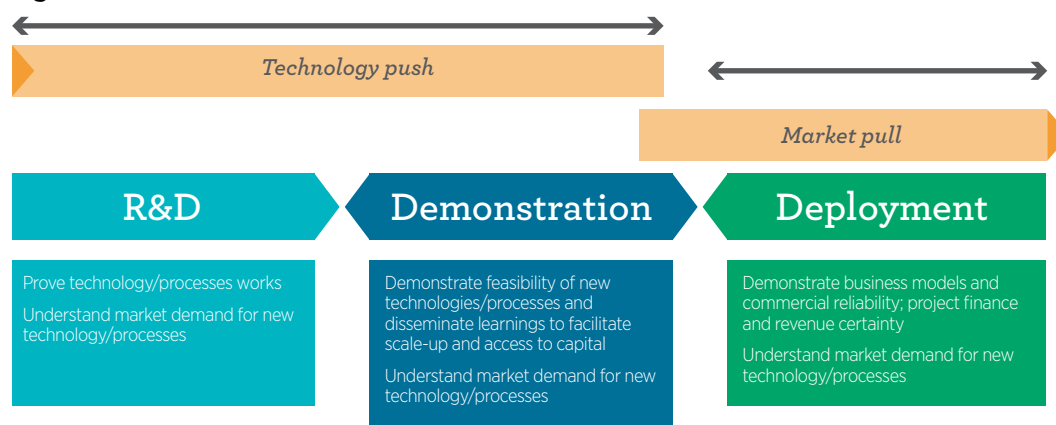 Technology push
Market pull
R&D
Demonstration
Deployment
Prove technology/processes works
Understand market demand for new
technology/processes
Demonstrate feasibility of new
technologies/processes and
disseminate learnings to facilitate
scale-up and access to capital
Understand market demand for new
technology/processes
Demonstrate business models and
commercial reliability; project finance
and revenue certainty
Understand market demand for new
technology/processes